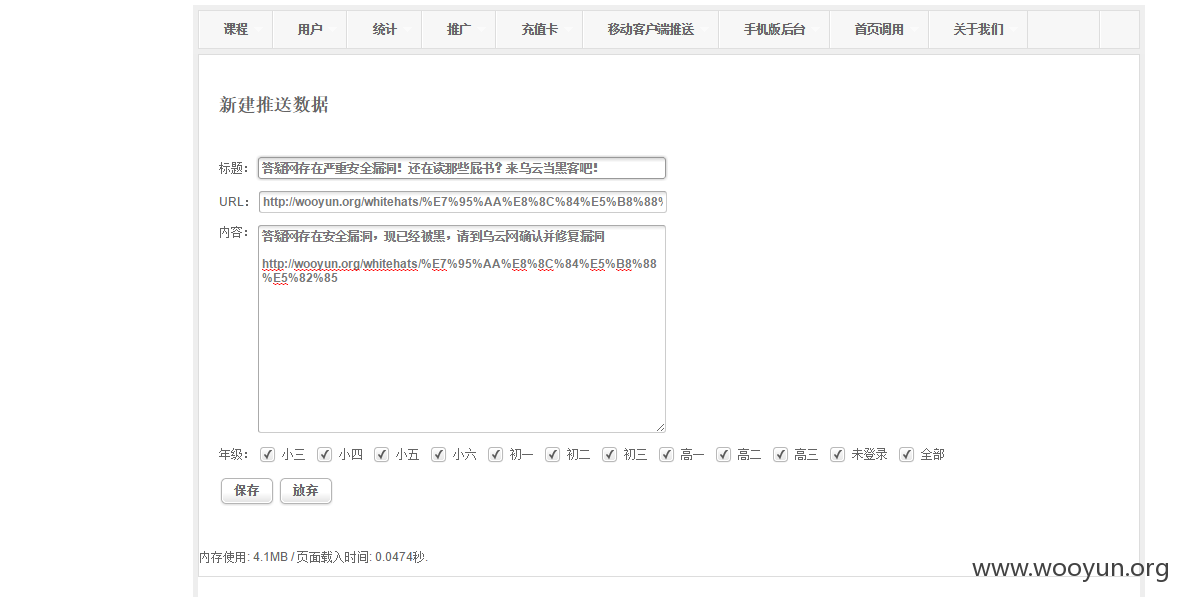 课程 用户 统计 推广 充值卡 移动客户端推送 手机版后台 首页调用 关于我们
新建推送数据
标题: 答疑网存在严重安全漏洞！还在读那些屁书？来乌云当黑客吧！
URL: http://wooyun.org/whitehats/%E7%95%AA%E8%8C%84%E5%B8%88%
内容: 答疑网存在安全漏洞，现已经被黑，请到乌云网确认并修复漏洞
http://wooyun.org/whitehats/%E7%95%AA%E8%8C%84%E5%B8%88
%E5%82%85
年级: 小三 小四 小五 小六 初一 初二 初三 高一 高二 高三 未登录 全部
保存 放弃
内存使用: 4.1MB / 页面载入时间: 0.0474秒.
www.wooyun.org